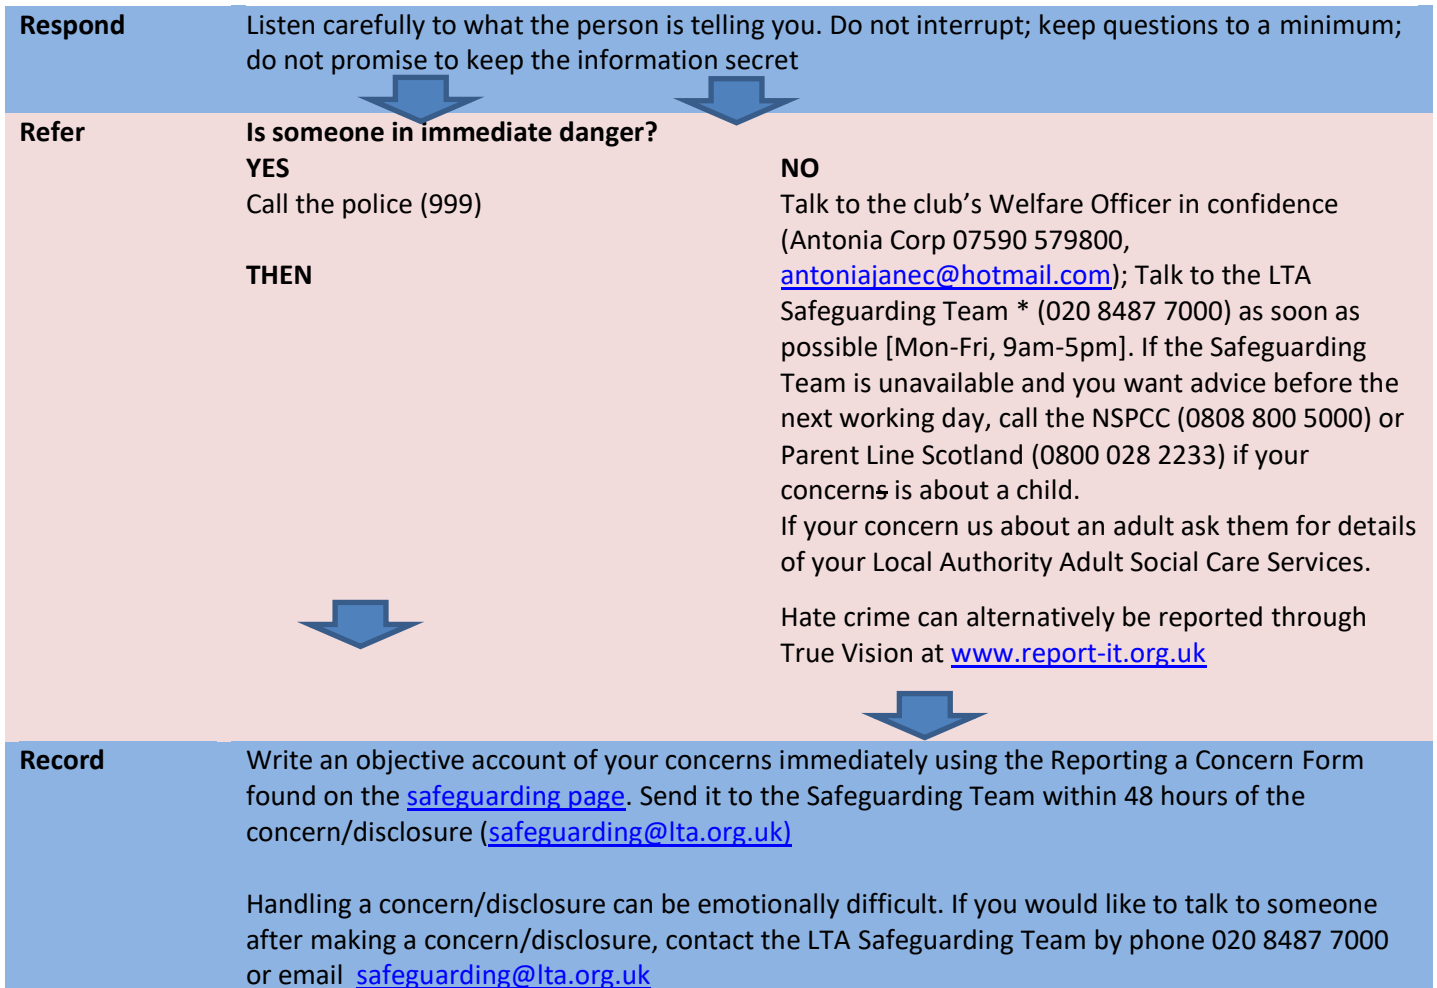 Respond
Listen carefully to what the person is telling you. Do not interrupt; keep questions to a minimum;
do not promise to keep the information secret
Refer
Is someone in immediate danger?
YES
Call the police (999)
THEN
NO
Talk to the club’s Welfare Officer in confidence
(Antonia Corp 07590 579800,
antoniajanec@hotmail.com); Talk to the LTA
Safeguarding Team * (020 8487 7000) as soon as
possible [Mon-Fri, 9am-5pm]. If the Safeguarding
Team is unavailable and you want advice before the
next working day, call the NSPCC (0808 800 5000) or
Parent Line Scotland (0800 028 2233) if your
concerns is about a child.
If your concern us about an adult ask them for details
of your Local Authority Adult Social Care Services.
Hate crime can alternatively be reported through
True Vision at www.report-it.org.uk
Record
Write an objective account of your concerns immediately using the Reporting a Concern Form
found on the safeguarding page. Send it to the Safeguarding Team within 48 hours of the
concern/disclosure (safeguarding@lta.org.uk)
Handling a concern/disclosure can be emotionally difficult. If you would like to talk to someone
after making a concern/disclosure, contact the LTA Safeguarding Team by phone 020 8487 7000
or email safeguarding@lta.org.uk